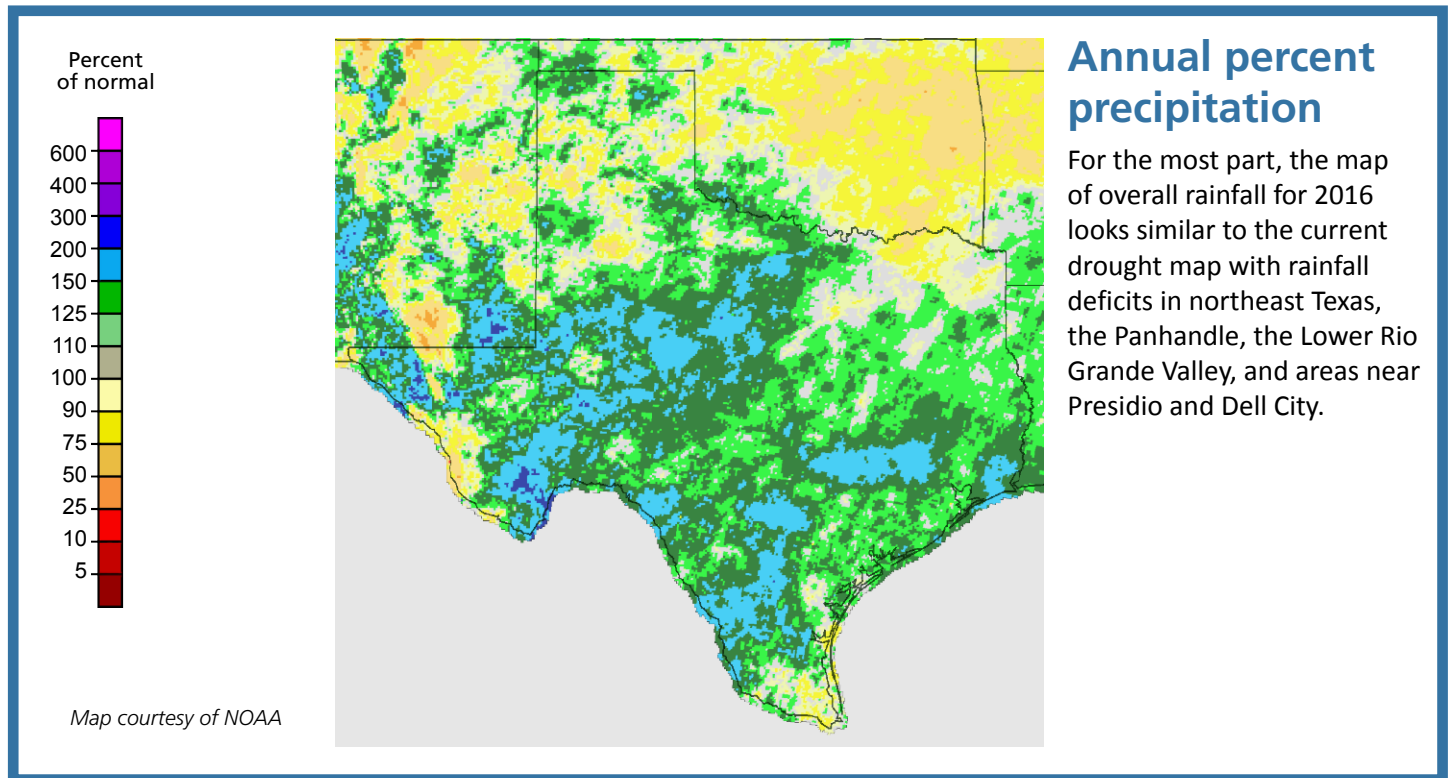 Percent
of normal
600
400
300
200
150
125
110
100
90
75
50
25
10
5
Map courtesy of NOAA
Annual percent
precipitation
For the most part, the map
of overall rainfall for 2016
looks similar to the current
drought map with rainfall
deficits in northeast Texas,
the Panhandle, the Lower Rio
Grande Valley, and areas near
Presidio and Dell City.